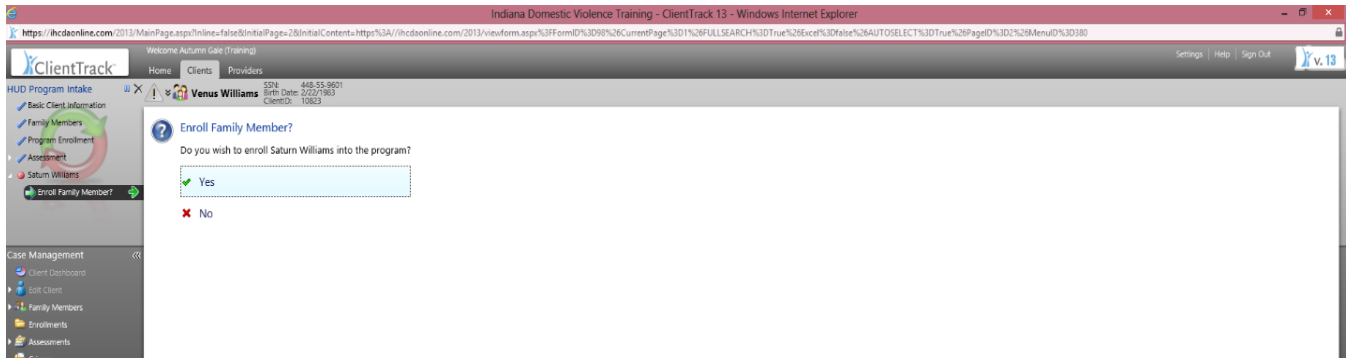 Indiana Domestic Violence Training - ClientTrack 13 - Windows Internet Explorer
https://ihcdaonline.com/2013/MainPage.aspx?Inline=false&InitialPage=2&InitialContent=https%3A//ihcdaonline.com/2013/viewform.aspx%3FFormID%3D98%26CurrentPage%3D1%26FULLSEARCH%3DTrue%26Excel%3Dfalse%26AUTOSELECT%3DTrue%26PageID%3D2%26MenuID%3D380
Welcome Autumn Gale (Training)
Settings | Help | Sign Out
ClientTrack
v. 13
Home Clients Providers
HUD Program Intake
Venus Williams
SSN: 448-55-9601
Birth Date: 2/22/1983
ClientID: 10823
Basic Client Information
Family Members
Program Enrollment
Assessment
Saturn Williams
Enroll Family Member?
Enroll Family Member?
Do you wish to enroll Saturn Williams into the program?
Yes
No
Case Management
Client Dashboard
Edit Client
Family Members
Enrollments
Assessments